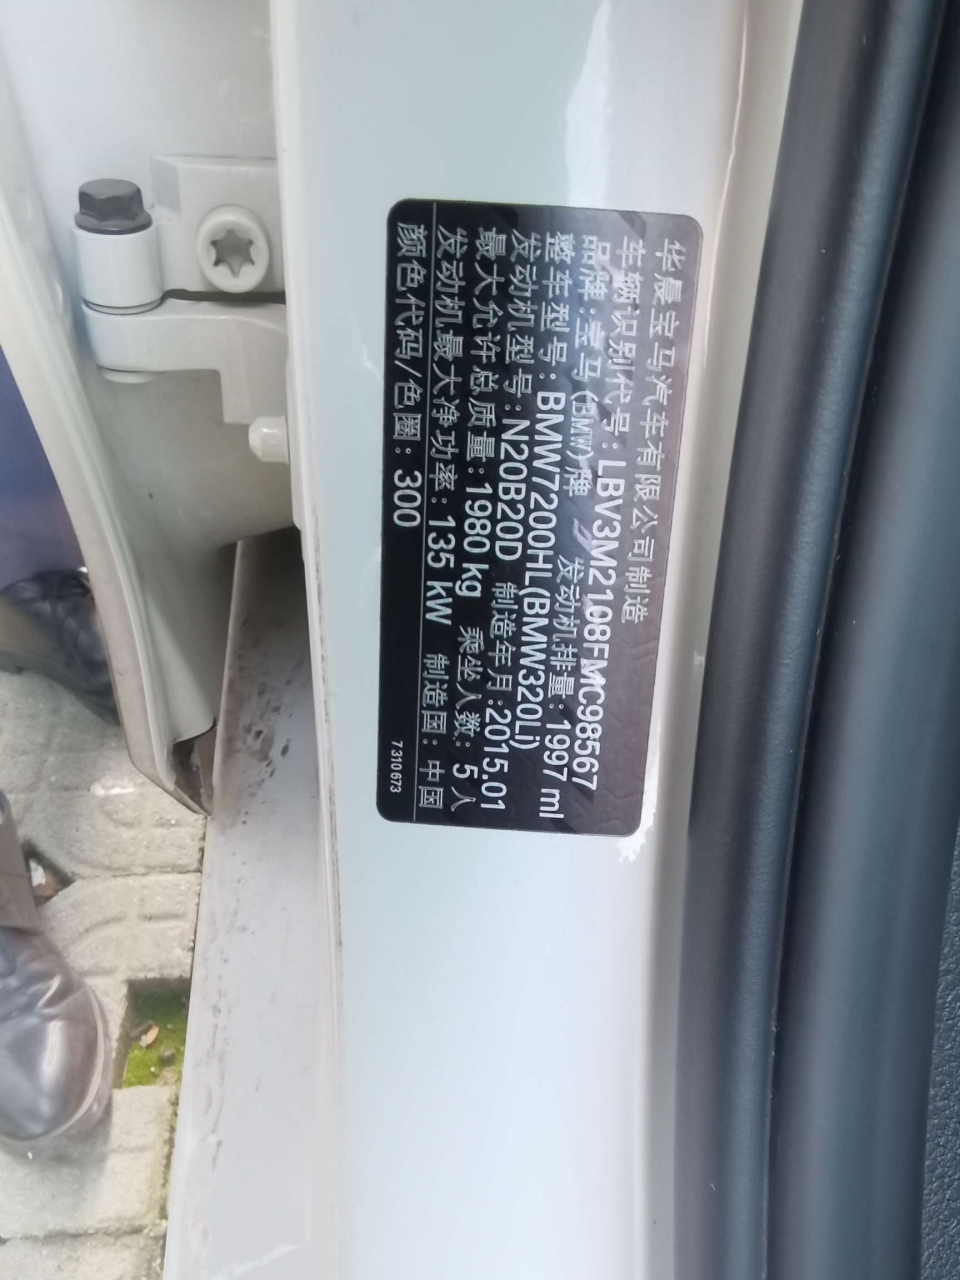 华晨宝马汽车有限公司制造
车辆识别代号：LBV3M2108FMC98567
品牌：宝马(BMW)牌 发动机排量：1997 ml
整车型号：BMW7200HL(BMW320Li)
发动机型号：N20B20D 制造年月：2015.01
最大允许总质量：1980 kg 乘坐人数：5人
发动机最大净功率：135 kW 制造国：中国
颜色代码/色圈：300
7 310 673